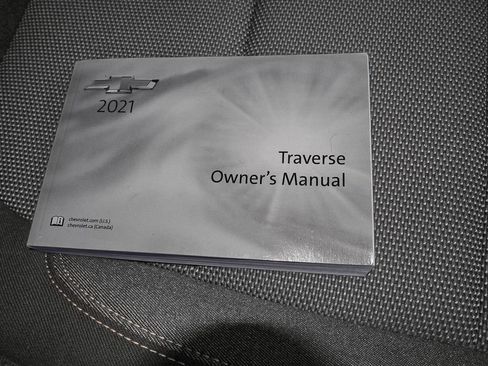 2021
Traverse
Owner's Manual
chevrolet.com (U.S.)
chevrolet.ca (Canada)